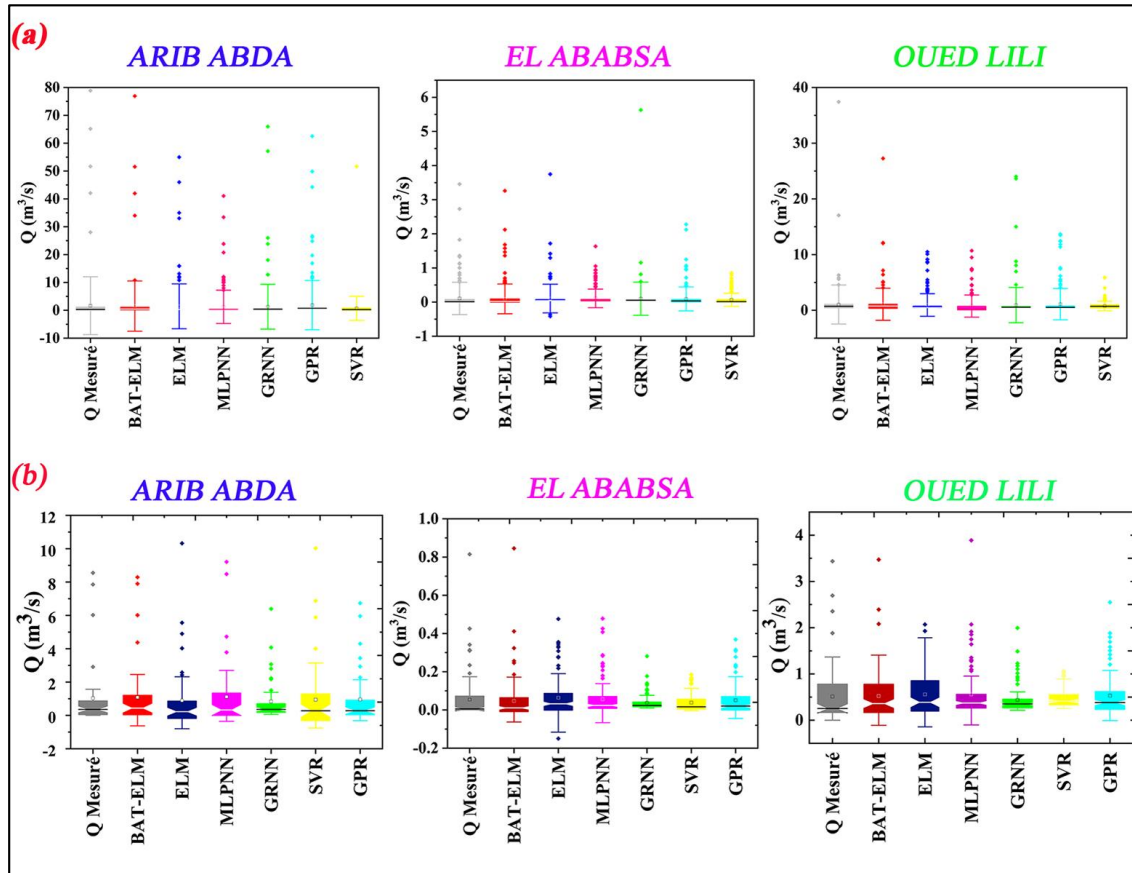 (a)
ARIB ABDA
EL ABABSA
OUED LILI
Q (m³/s)
80
70
60
50
40
30
20
10
0
-10
Q Mesuré
BAT-ELM
ELM
MLPNN
GRNN
GPR
SVR
Q (m³/s)
6
5
4
3
2
1
0
-1
Q Mesuré
BAT-ELM
ELM
MLPNN
GRNN
GPR
SVR
Q (m³/s)
40
30
20
10
0
Q Mesuré
BAT-ELM
ELM
MLPNN
GRNN
GPR
SVR
(b)
ARIB ABDA
EL ABABSA
OUED LILI
Q (m³/s)
12
10
8
6
4
2
0
-2
Q Mesuré
BAT-ELM
ELM
MLPNN
GRNN
SVR
GPR
Q (m³/s)
1.0
0.8
0.6
0.4
0.2
0.0
-0.2
Q Mesuré
BAT-ELM
ELM
MLPNN
GRNN
SVR
GPR
Q (m³/s)
4
3
2
1
0
Q Mesuré
BAT-ELM
ELM
MLPNN
GRNN
SVR
GPR